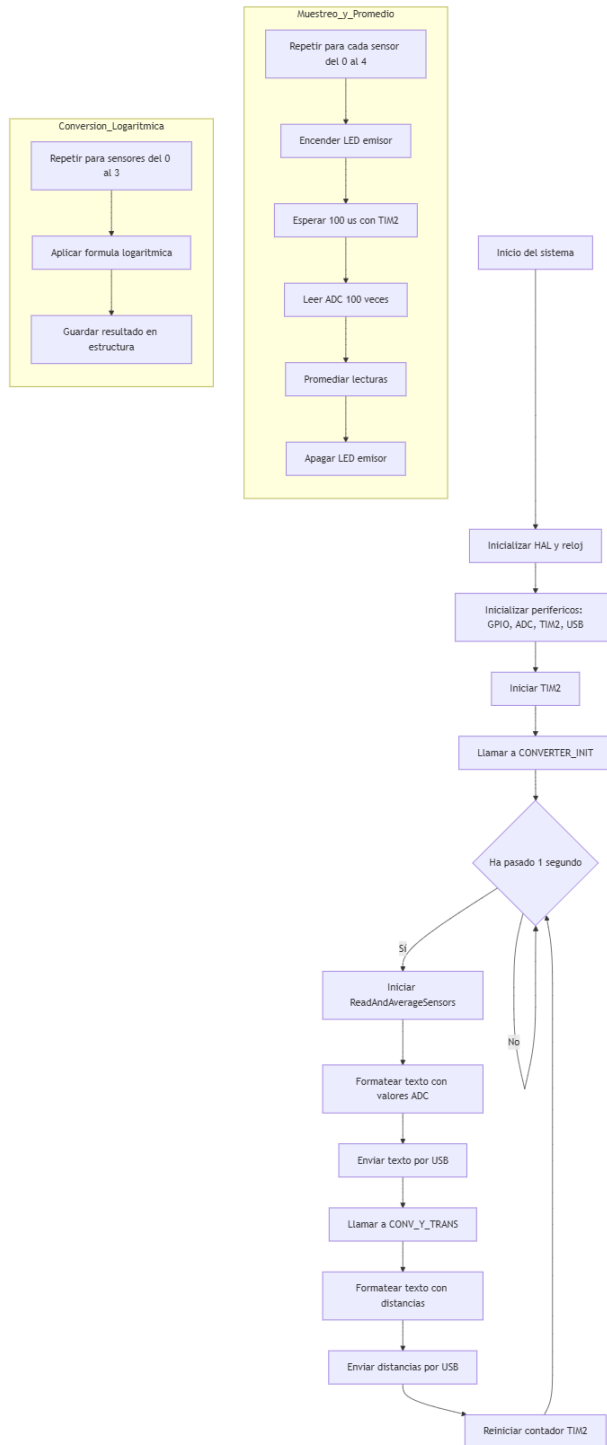 Conversion_Logaritmica
Repetir para sensores del 0
al 3
Aplicar formula logaritmica
Guardar resultado en
estructura
Muestreo_y_Promedio
Repetir para cada sensor
del 0 al 4
Encender LED emisor
Esperar 100 us con TIM2
Leer ADC 100 veces
Promediar lecturas
Apagar LED emisor
Inicio del sistema
Inicializar HAL y reloj
Inicializar perifericos:
GPIO, ADC, TIM2, USB
Iniciar TIM2
Llamar a CONVERTER_INIT
Ha pasado 1 segundo
Si
No
Iniciar
ReadAndAverageSensors
Formatear texto con
valores ADC
Enviar texto por USB
Llamar a CONV_Y_TRANS
Formatear texto con
distancias
Enviar distancias por USB
Reiniciar contador TIM2